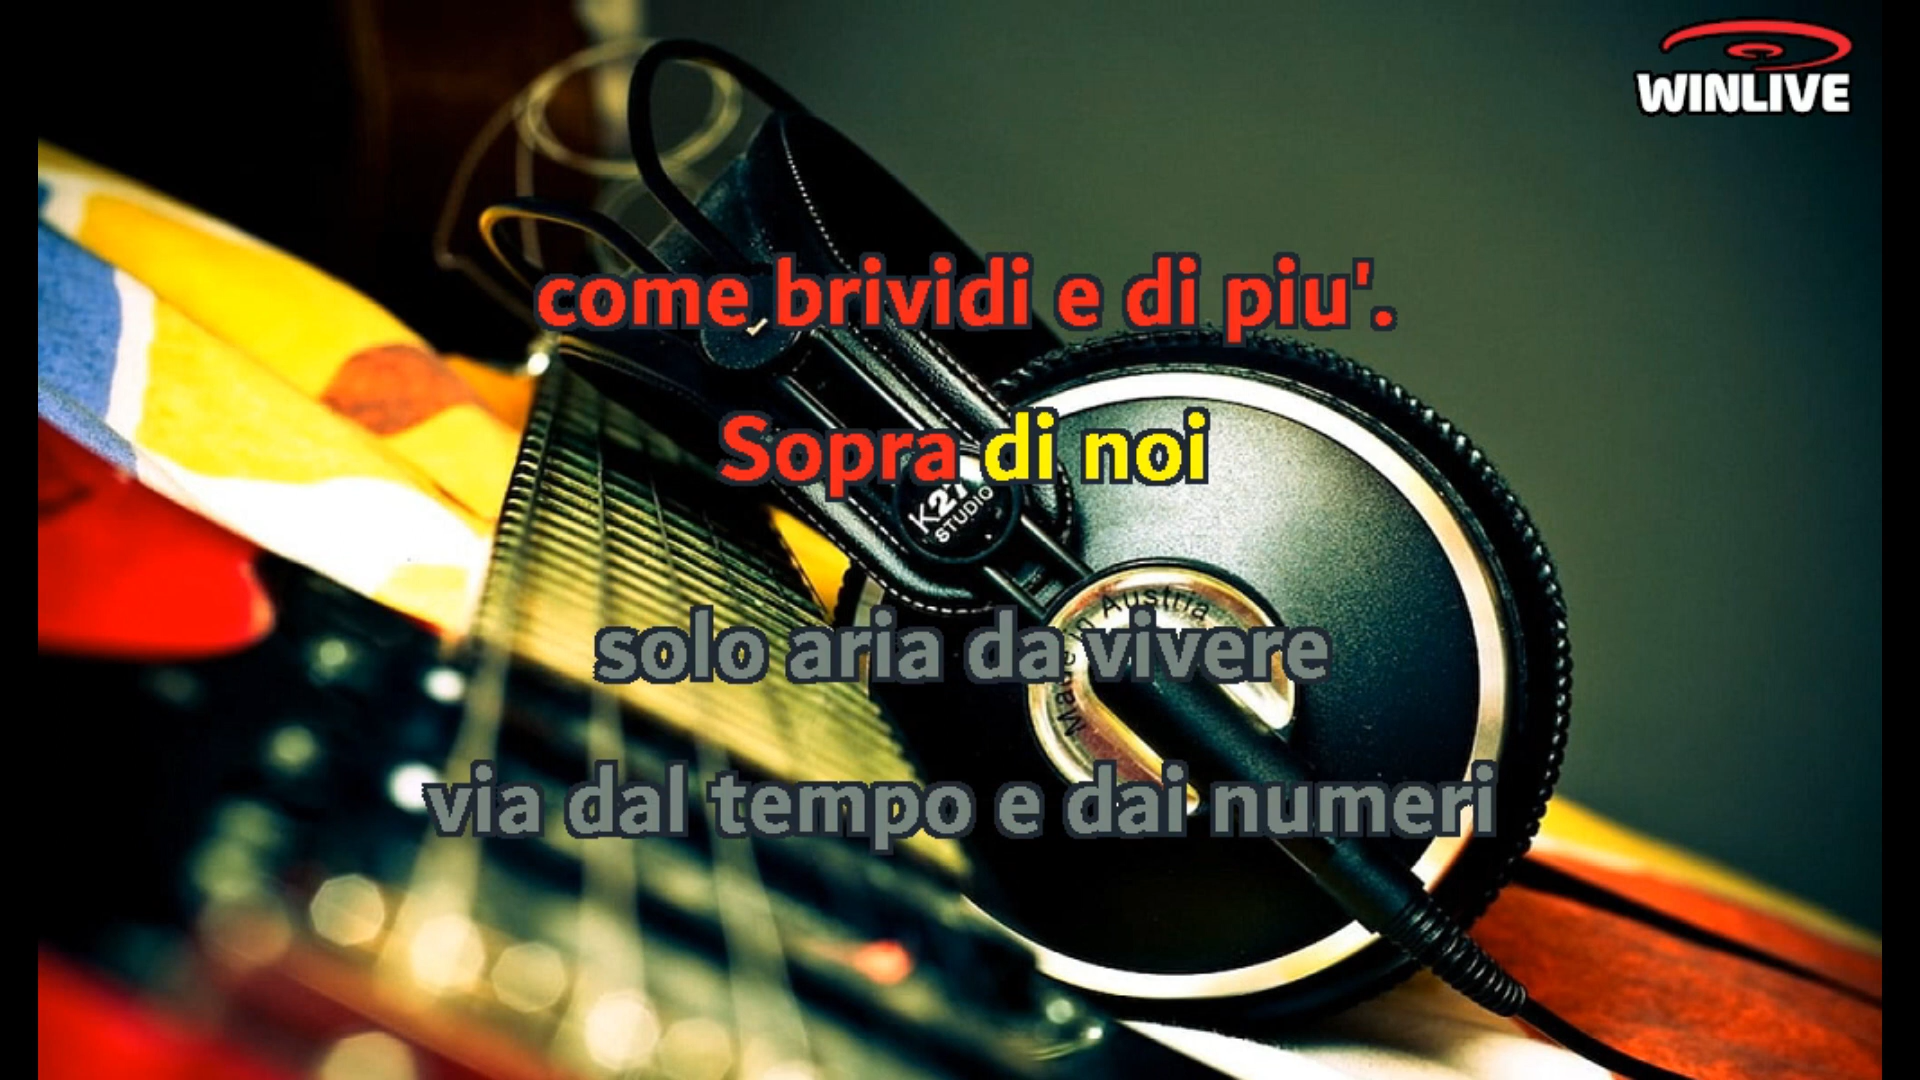 WINLIVE
come brividi e di piu'.
Sopra di noi
STUDIO
solo aria da vivere
Made in Austria
via dal tempo e dai numeri